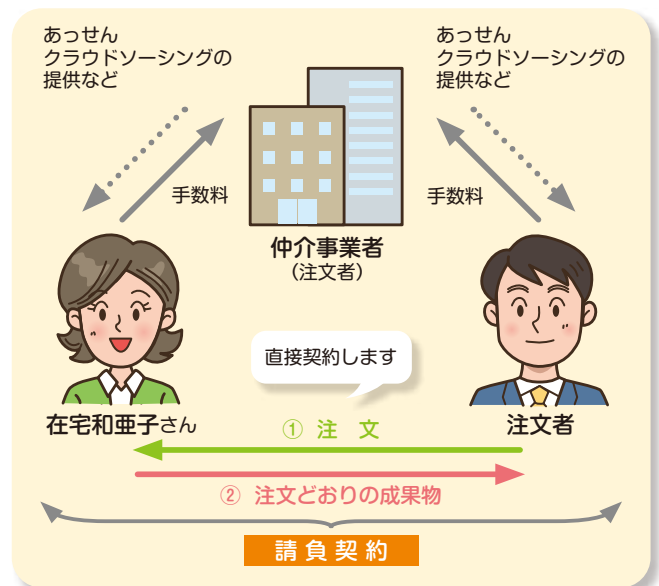 あっせん
クラウドソーシングの
提供など
あっせん
クラウドソーシングの
提供など
手数料
手数料
仲介事業者
（注文者）
直接契約します
在宅和亜子さん
注文者
① 注　文
② 注文どおりの成果物
請負契約